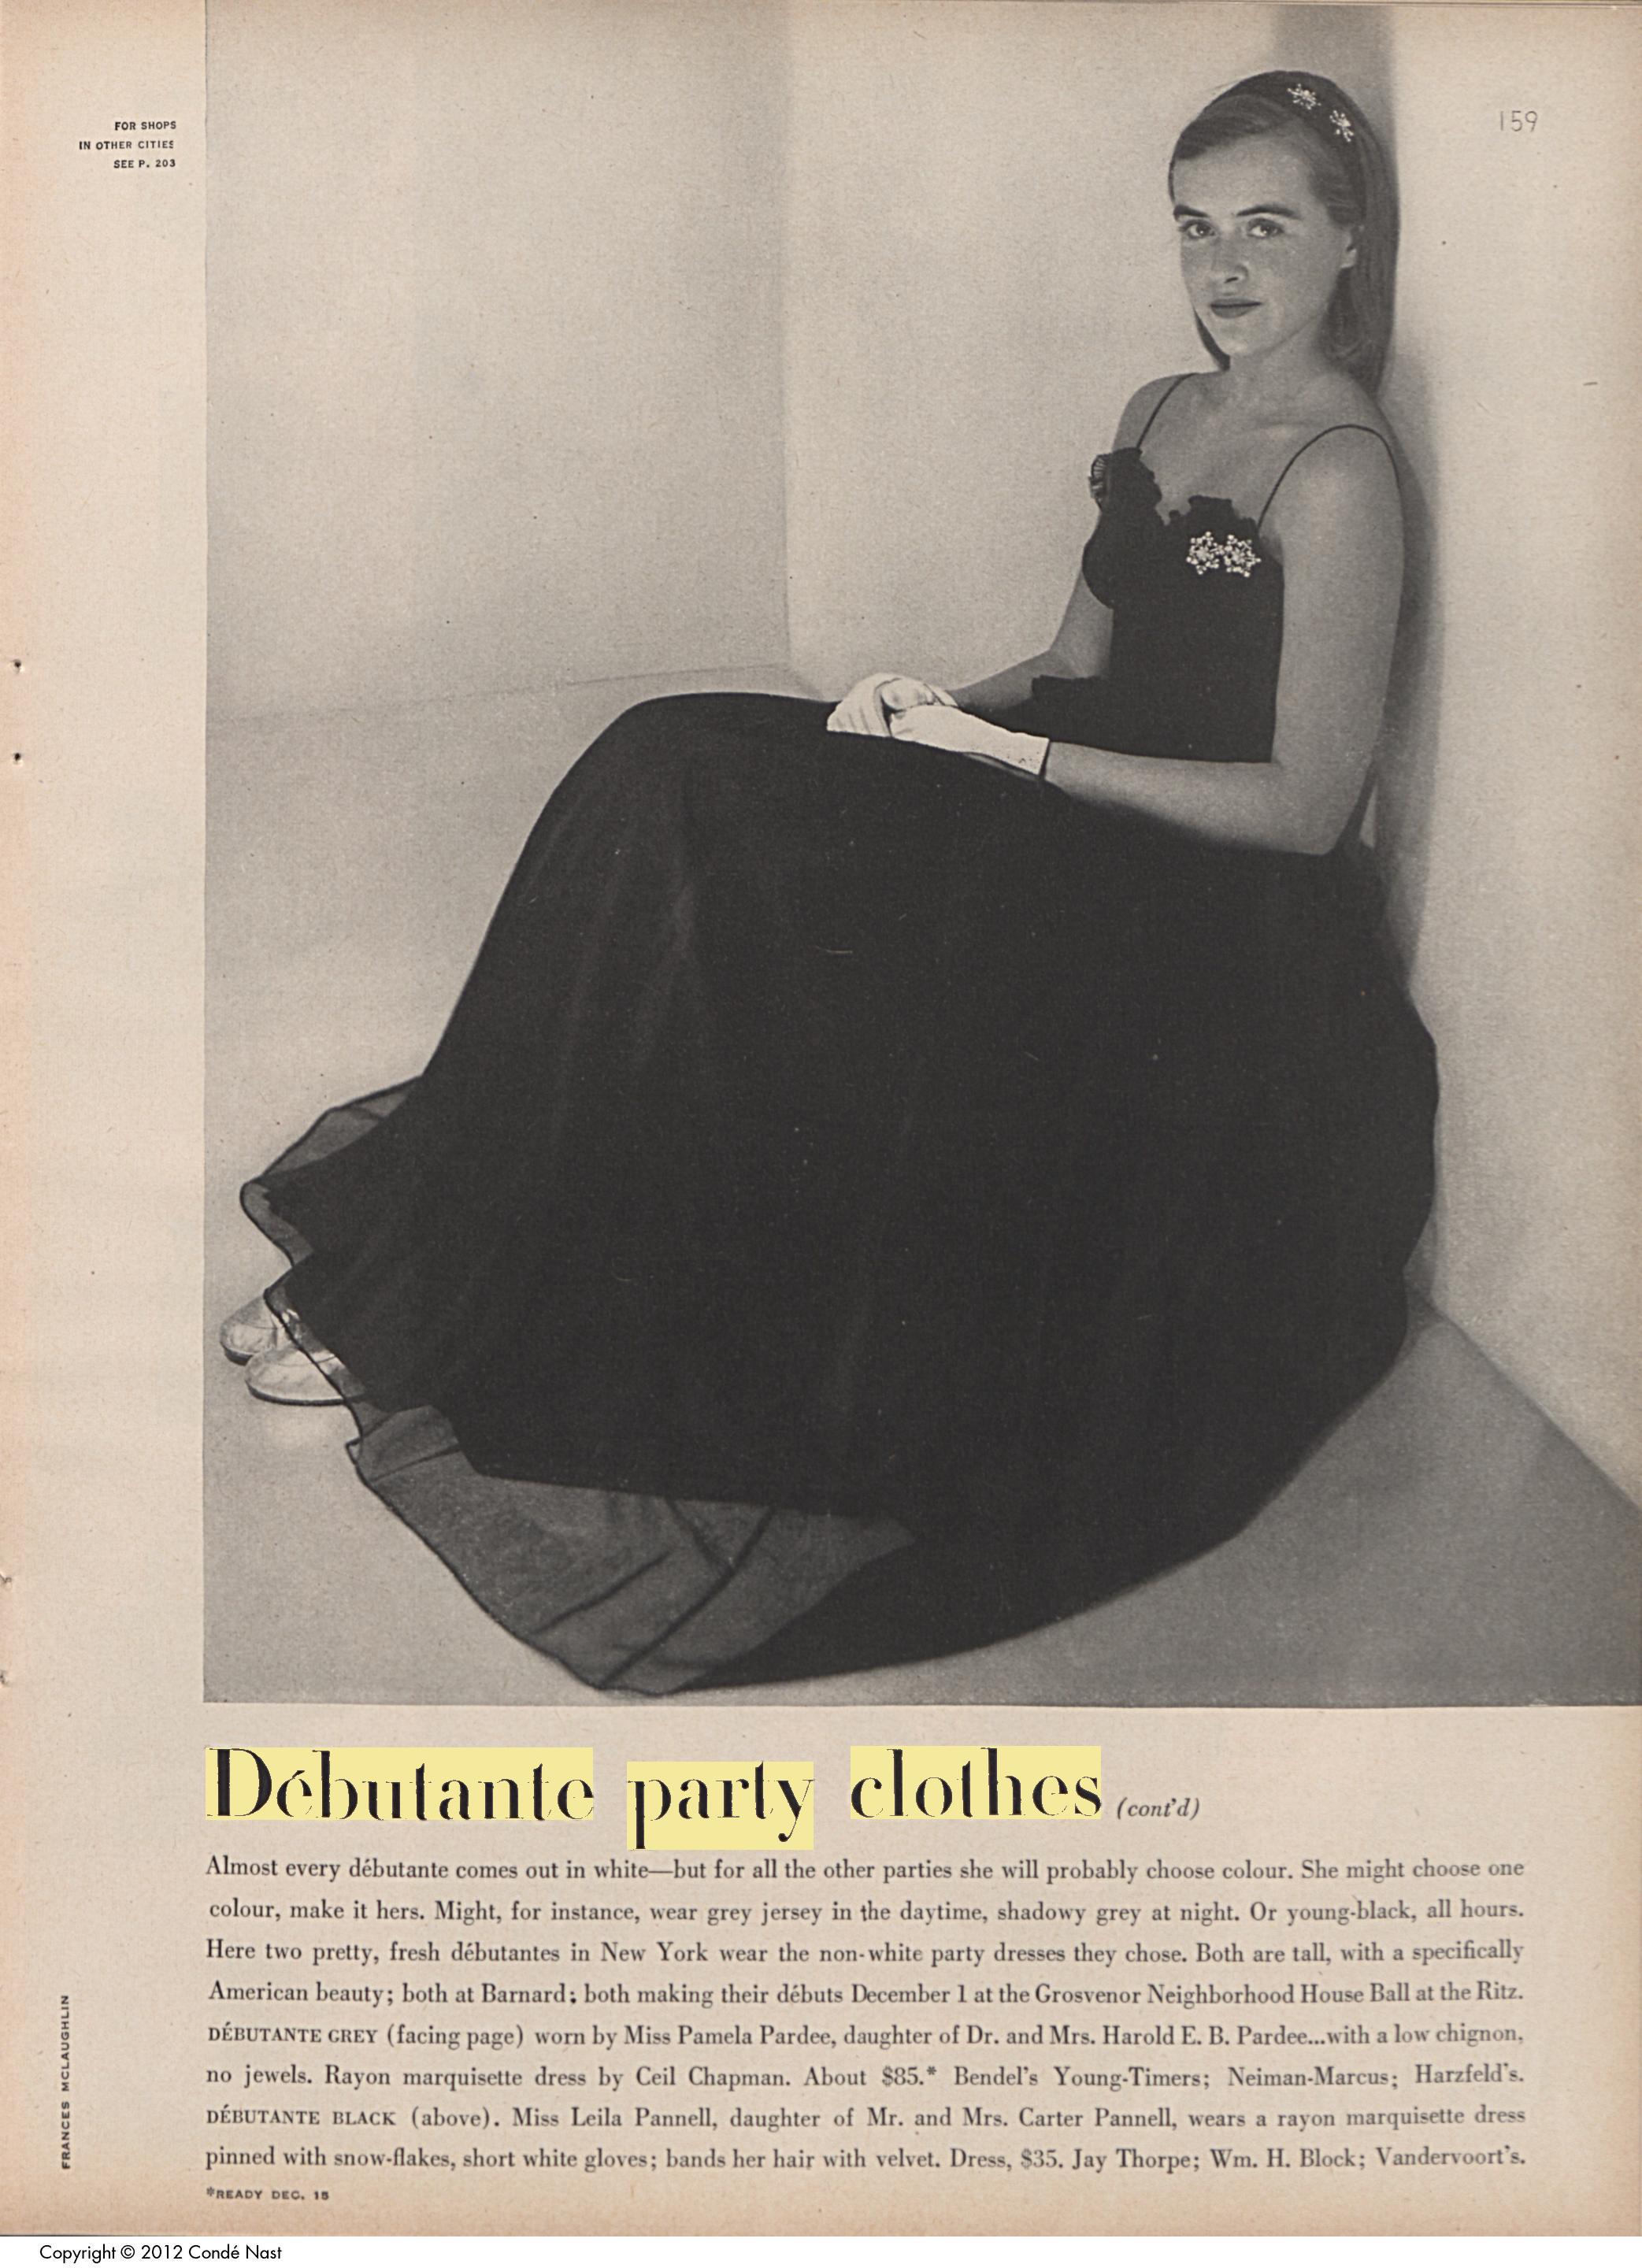 FOR SHOPS
IN OTHER CITIES
SEE P. 203
159
Débutante party clothes (cont'd)
Almost every débutante comes out in white—but for all the other parties she will probably choose colour. She might choose one
colour, make it hers. Might, for instance, wear grey jersey in the daytime, shadowy grey at night. Or young-black, all hours.
Here two pretty, fresh débutantes in New York wear the non-white party dresses they chose. Both are tall, with a specifically
American beauty; both at Barnard; both making their débuts December 1 at the Grosvenor Neighborhood House Ball at the Ritz.
DÉBUTANTE GREY (facing page) worn by Miss Pamela Pardee, daughter of Dr. and Mrs. Harold E. B. Pardee...with a low chignon,
no jewels. Rayon marquisette dress by Ceil Chapman. About $85.* Bendel's Young-Timers; Neiman-Marcus; Harzfeld's.
DÉBUTANTE BLACK (above). Miss Leila Pannell, daughter of Mr. and Mrs. Carter Pannell, wears a rayon marquisette dress
pinned with snow-flakes, short white gloves; bands her hair with velvet. Dress, $35. Jay Thorpe; Wm. H. Block; Vandervoort's.
*READY DEC. 15
FRANCES MCLAUGHLIN
Copyright © 2012 Condé Nast